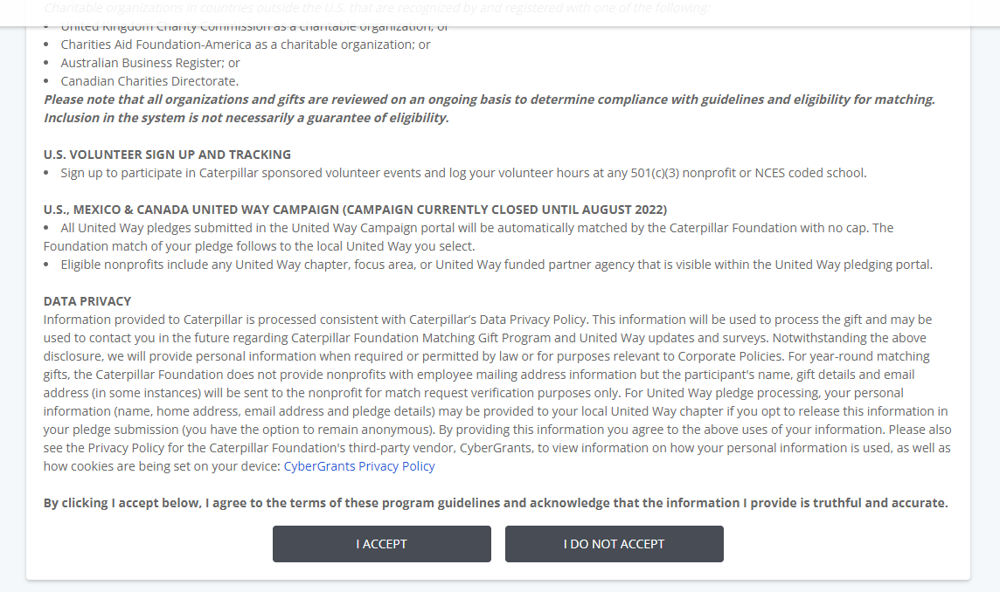 Charitable organizations in countries outside the U.S. that are recognized by and registered with one of the following:
• United Kingdom Charity Commission as a charitable organization; or
• Charities Aid Foundation-America as a charitable organization; or
• Australian Business Register; or
• Canadian Charities Directorate.
Please note that all organizations and gifts are reviewed on an ongoing basis to determine compliance with guidelines and eligibility for matching.
Inclusion in the system is not necessarily a guarantee of eligibility.
U.S. VOLUNTEER SIGN UP AND TRACKING
• Sign up to participate in Caterpillar sponsored volunteer events and log your volunteer hours at any 501(c)(3) nonprofit or NCES coded school.
U.S., MEXICO & CANADA UNITED WAY CAMPAIGN (CAMPAIGN CURRENTLY CLOSED UNTIL AUGUST 2022)
• All United Way pledges submitted in the United Way Campaign portal will be automatically matched by the Caterpillar Foundation with no cap. The
Foundation match of your pledge follows to the local United Way you select.
• Eligible nonprofits include any United Way chapter, focus area, or United Way funded partner agency that is visible within the United Way pledging portal.
DATA PRIVACY
Information provided to Caterpillar is processed consistent with Caterpillar's Data Privacy Policy. This information will be used to process the gift and may be
used to contact you in the future regarding Caterpillar Foundation Matching Gift Program and United Way updates and surveys. Notwithstanding the above
disclosure, we will provide personal information when required or permitted by law or for purposes relevant to Corporate Policies. For year-round matching
gifts, the Caterpillar Foundation does not provide nonprofits with employee mailing address information but the participant's name, gift details and email
address (in some instances) will be sent to the nonprofit for match request verification purposes only. For United Way pledge processing, your personal
information (name, home address, email address and pledge details) may be provided to your local United Way chapter if you opt to release this information in
your pledge submission (you have the option to remain anonymous). By providing this information you agree to the above uses of your information. Please also
see the Privacy Policy for the Caterpillar Foundation's third-party vendor, CyberGrants, to view information on how your personal information is used, as well as
how cookies are being set on your device: CyberGrants Privacy Policy
By clicking I accept below, I agree to the terms of these program guidelines and acknowledge that the information I provide is truthful and accurate.
I ACCEPT
I DO NOT ACCEPT